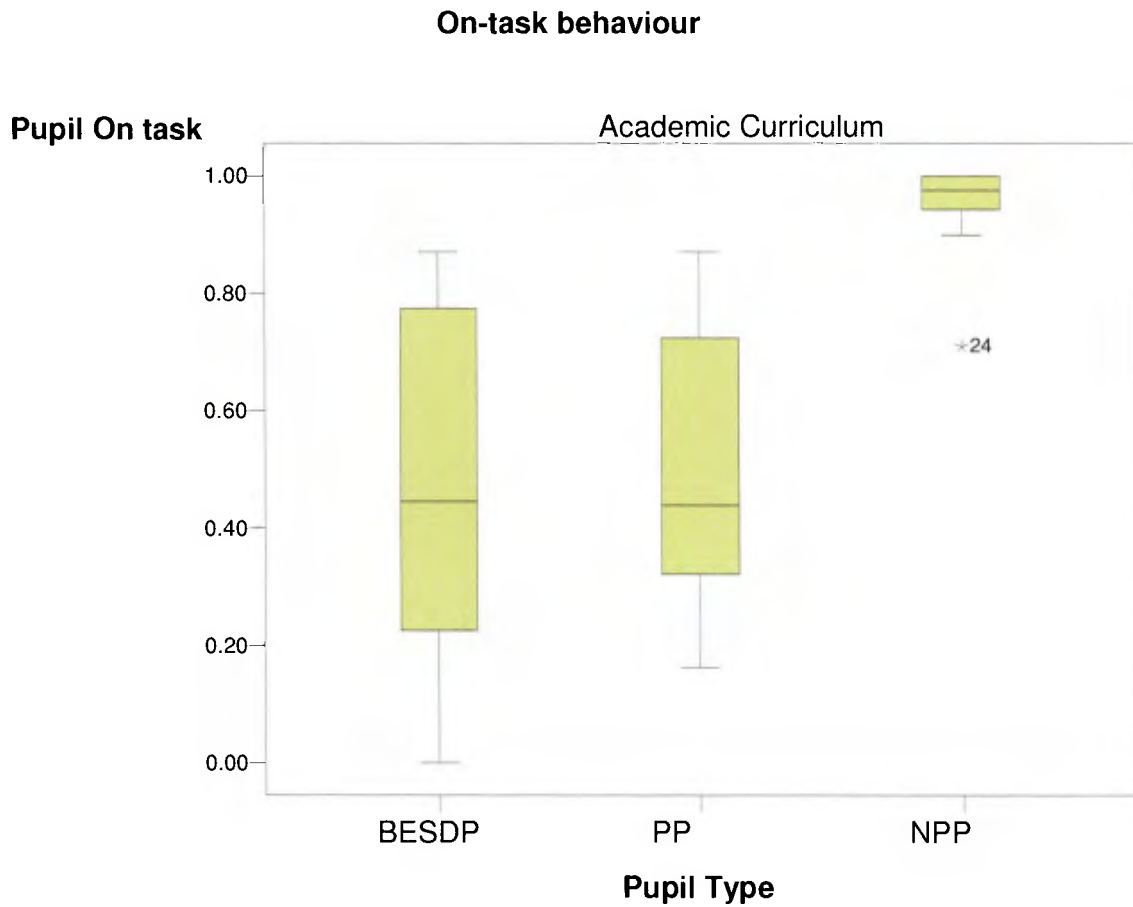 On-task behaviour
Pupil On task
Academic Curriculum
1.00
0.80
0.60
0.40
0.20
0.00
*24
BESDP PP NPP
Pupil Type